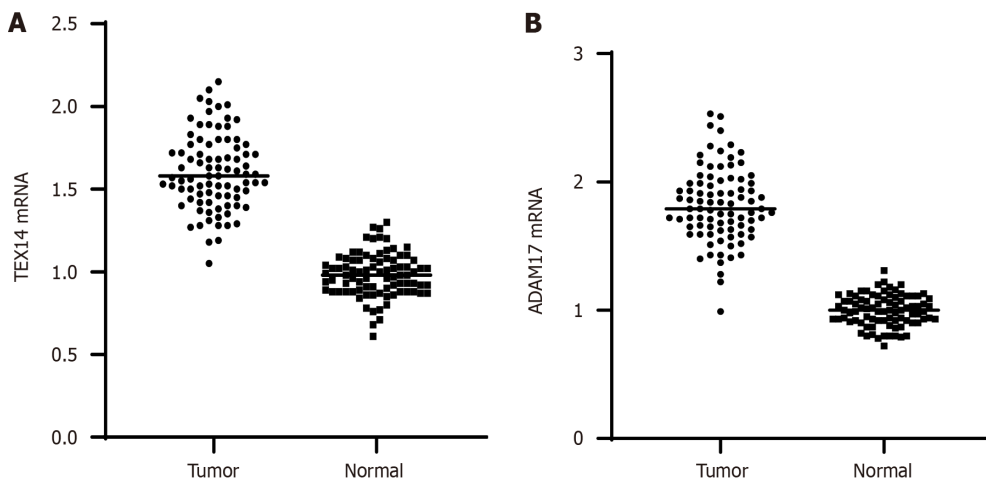 A
2.5
2.0
1.5
1.0
0.5
0.0
TEX14 mRNA
Tumor
Normal
B
3
2
1
0
ADAM17 mRNA
Tumor
Normal